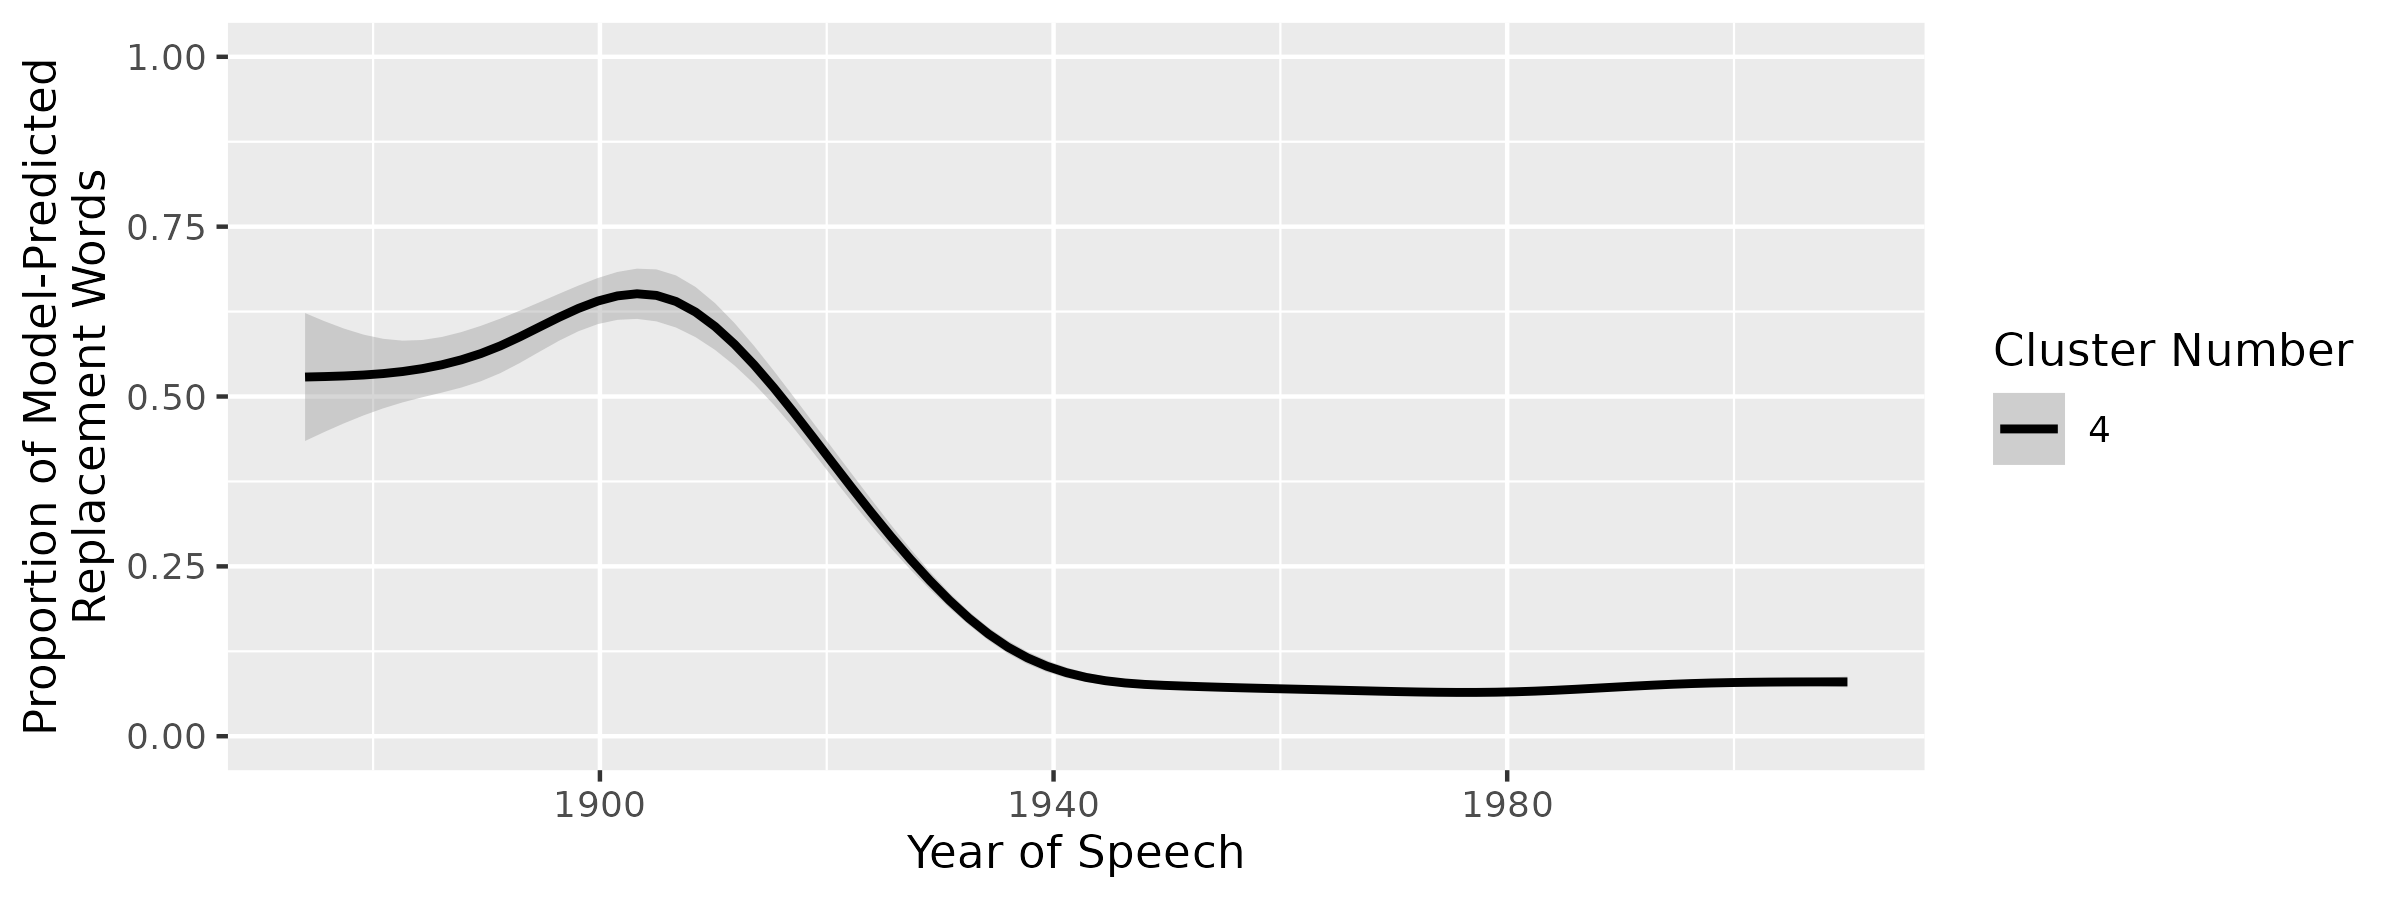 Proportion of Model-Predicted
Replacement Words
1.00
0.75
0.50
0.25
0.00
1900
1940
1980
Year of Speech
Cluster Number
4